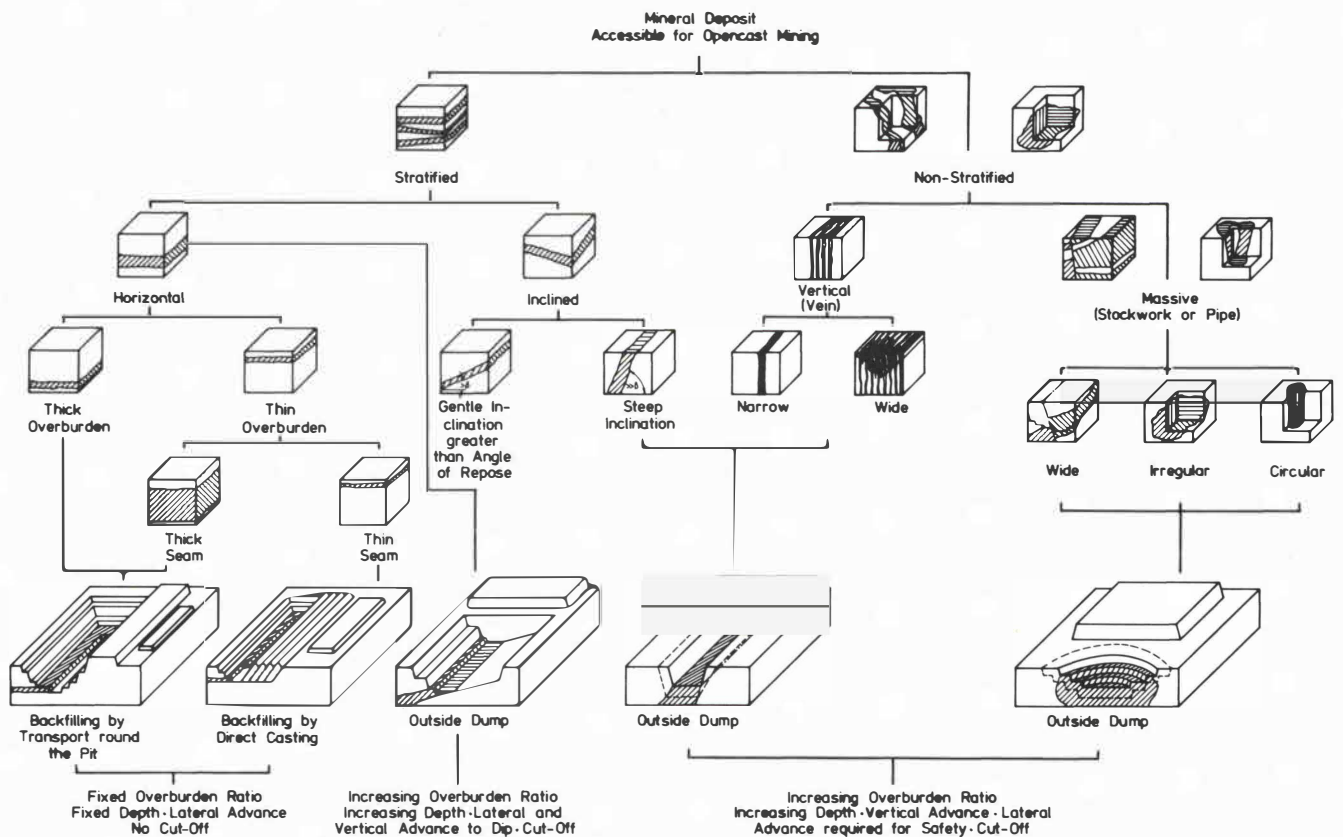 Mineral Deposit
Accessible for Opencast Mining
Stratified
Non-Stratified
Horizontal
Inclined
Vertical
(Vein)
Massive
(Stockwork or Pipe)
Thick
Overburden
Thin
Overburden
Gentle In-
clination
greater
than Angle
of Repose
Steep
Inclination
Narrow
Wide
Wide
Irregular
Circular
Thick
Seam
Thin
Seam
Backfilling by
Transport round
the Pit
Backfilling by
Direct Casting
Outside Dump
Outside Dump
Outside Dump
Fixed Overburden Ratio
Fixed Depth·Lateral Advance
No Cut-Off
Increasing Overburden Ratio
Increasing Depth·Lateral and
Vertical Advance to Dip·Cut-Off
Increasing Overburden Ratio
Increasing Depth·Vertical Advance·Lateral
Advance required for Safety·Cut-Off